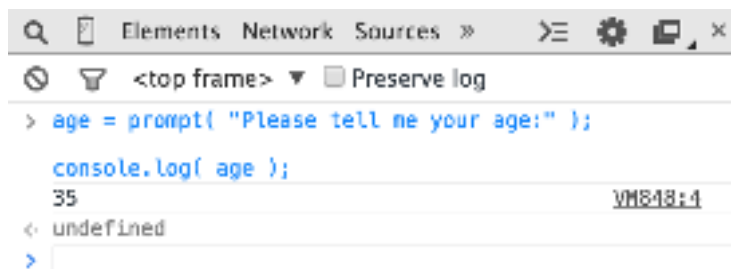 Elements Network Sources »
<top frame> ▼ Preserve log
> age = prompt( "Please tell me your age:" );
console.log( age );
35 VM848:4
<· undefined
>